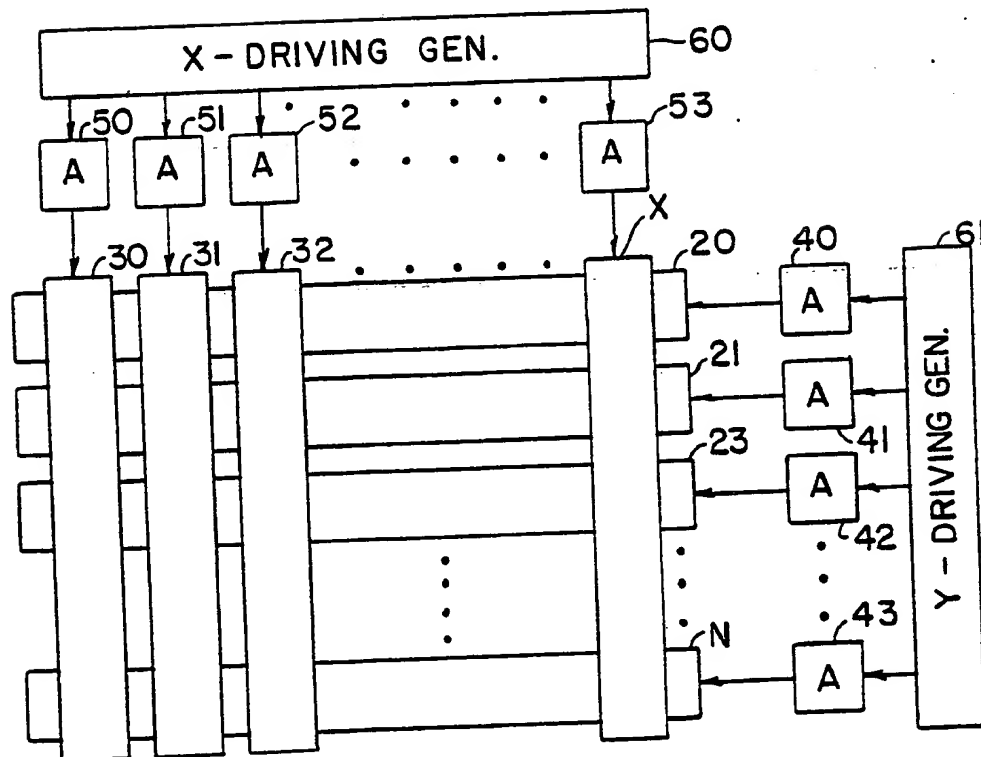 X - DRIVING GEN.
60
50
51
52
53
A
A
A
A
X
30
31
32
20
40
61
A
21
A
41
23
A
42
N
43
A
Y - DRIVING GEN.